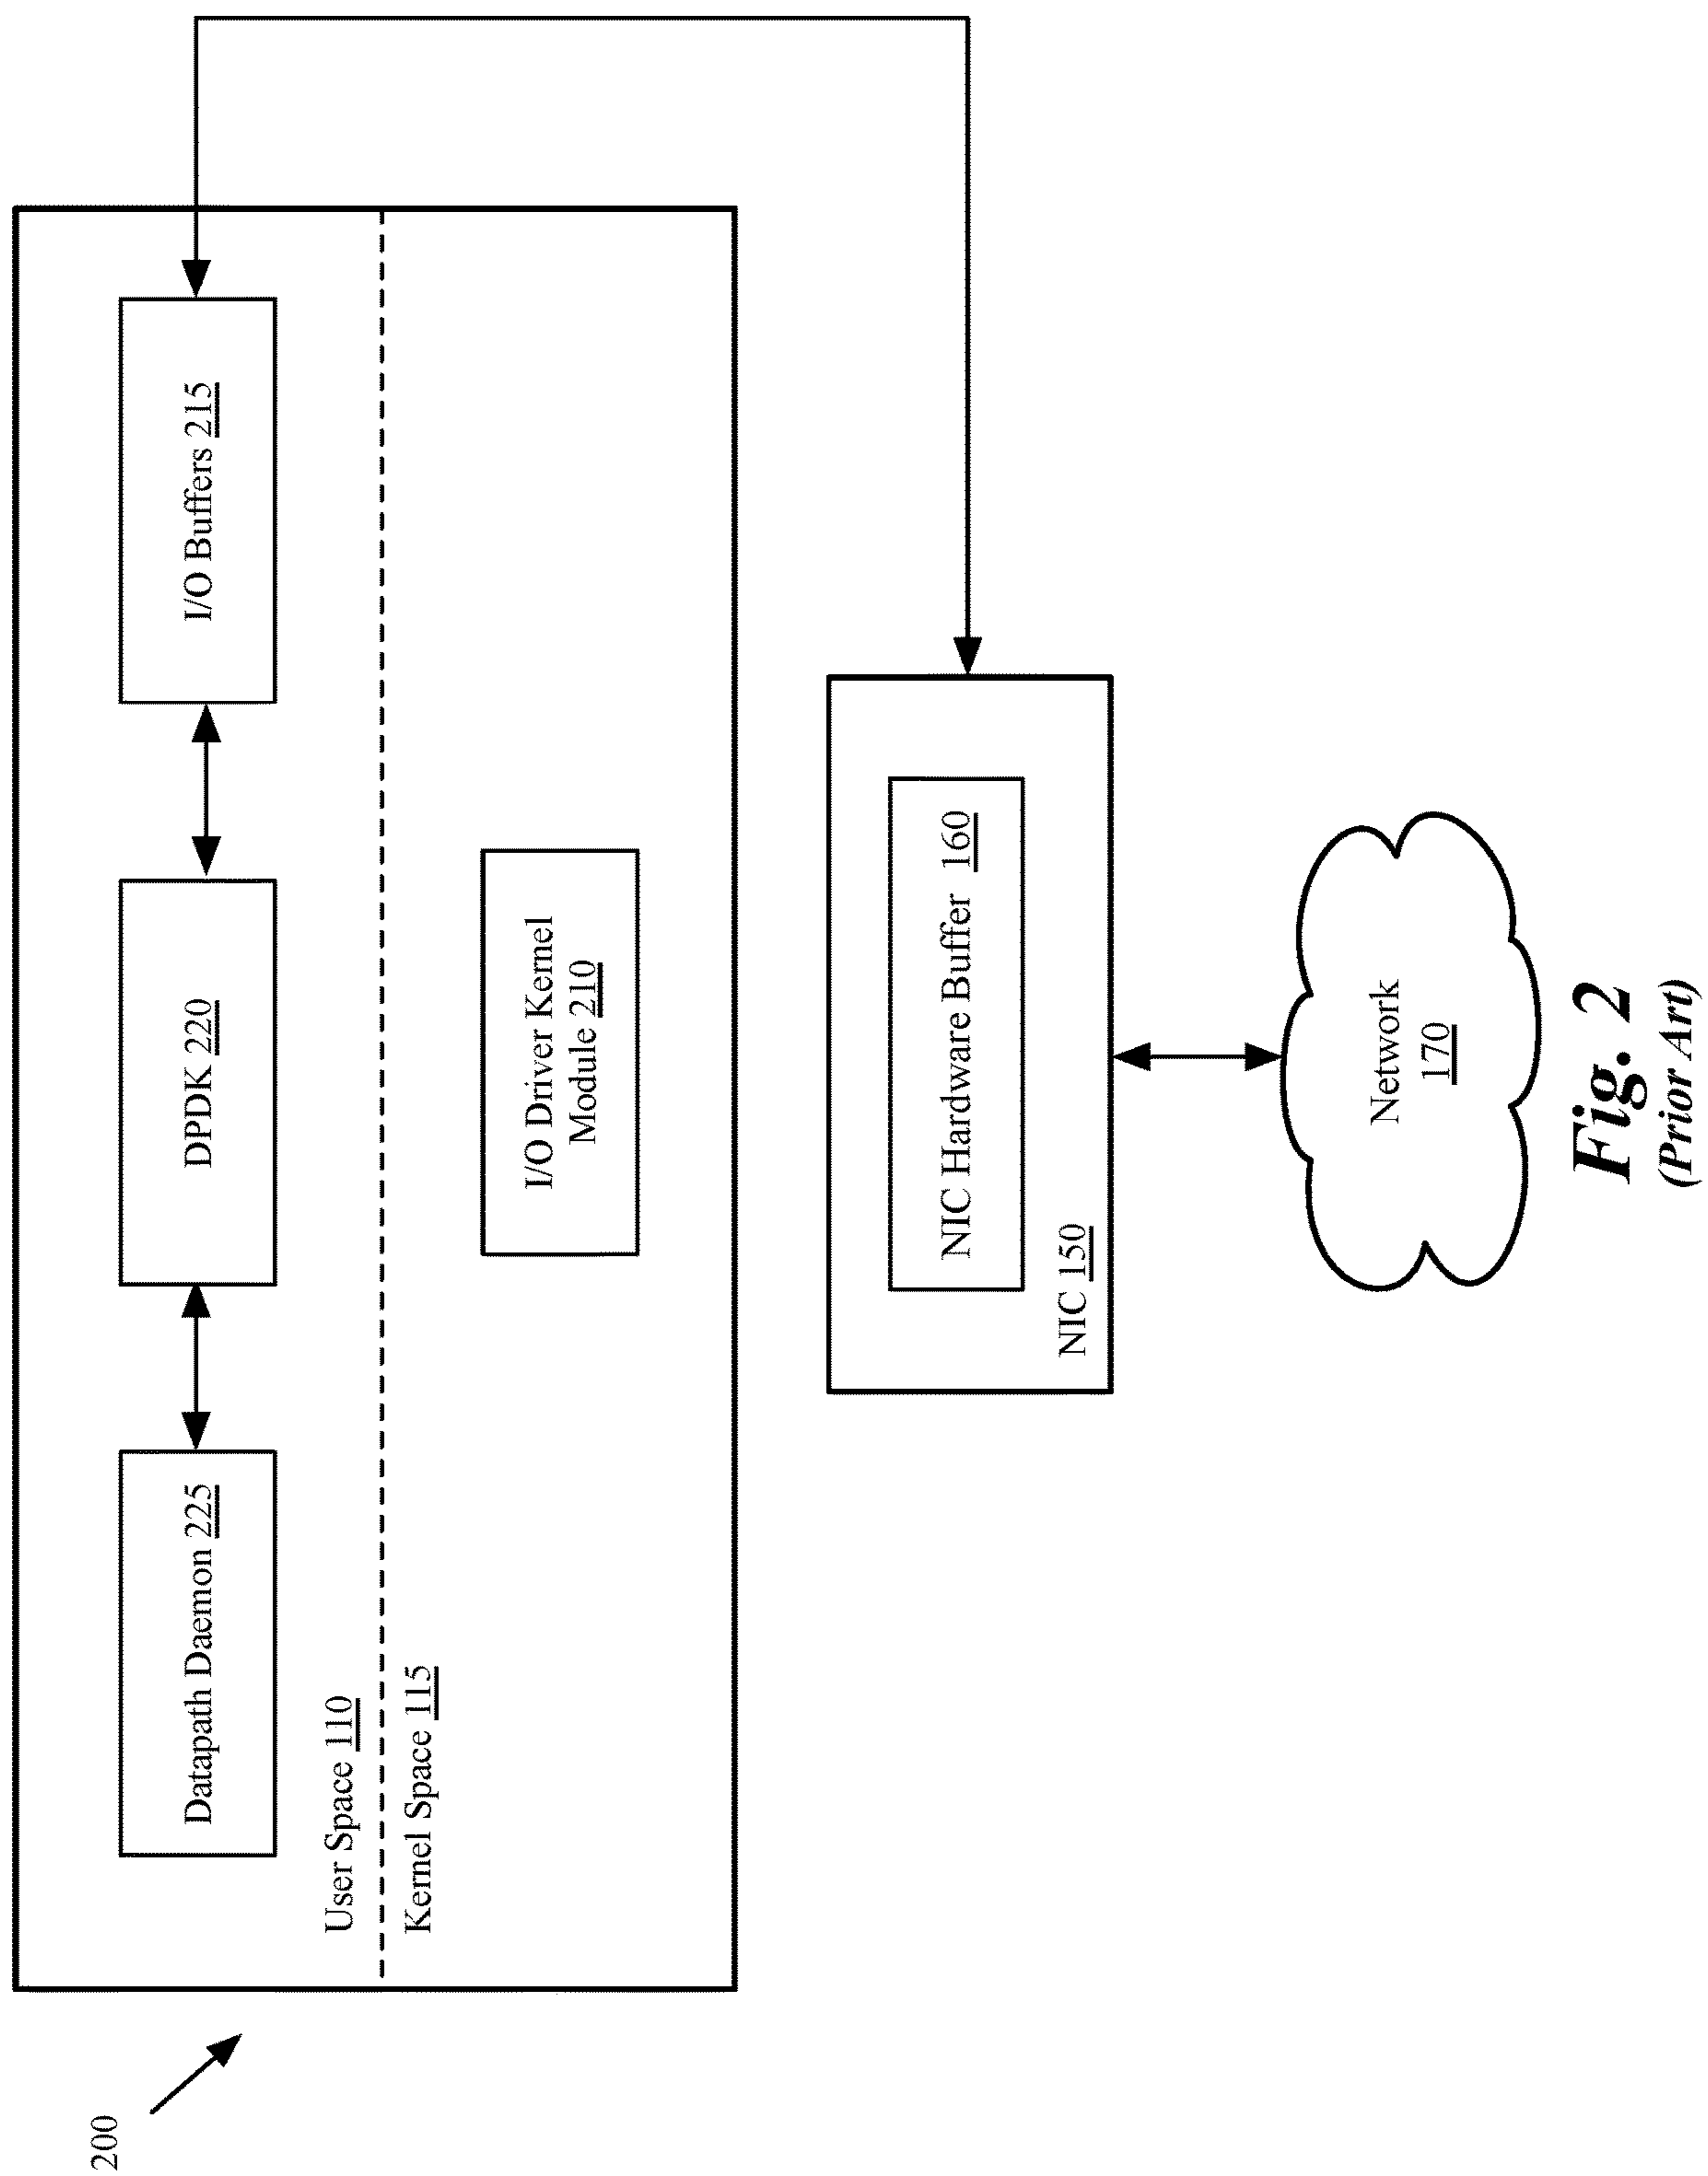 200
Datapath Daemon 225
DPDK 220
I/O Buffers 215
User Space 110
Kernel Space 115
I/O Driver Kernel
Module 210
NIC Hardware Buffer 160
NIC 150
Network
170
Fig. 2
(Prior Art)